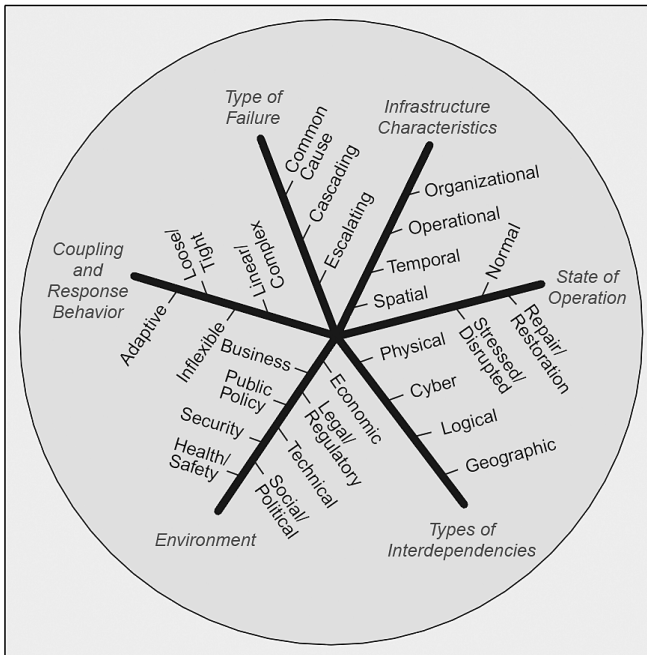 Type of
Failure
Common
Cause
Cascading
Escalating
Infrastructure
Characteristics
Organizational
Operational
Temporal
Spatial
State of
Operation
Normal
Repair/
Restoration
Stressed/
Disrupted
Types of
Interdependencies
Physical
Cyber
Logical
Geographic
Environment
Economic
Legal/
Regulatory
Technical
Social/
Political
Business
Public
Policy
Security
Health/
Safety
Coupling
and
Response
Behavior
Loose/
Tight
Linear/
Complex
Adaptive
Inflexible